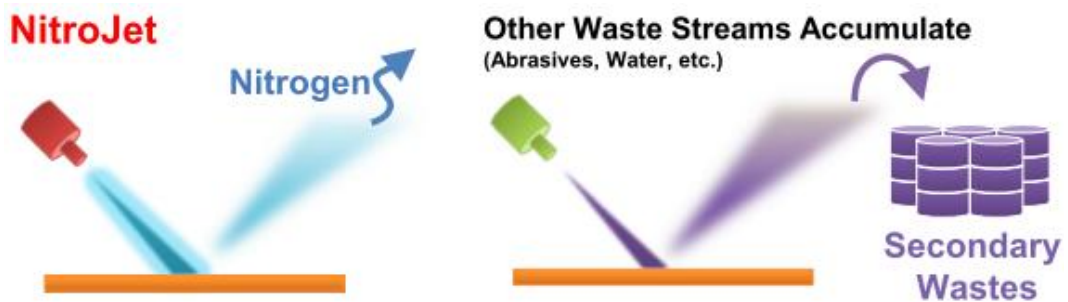 NitroJet
Nitrogen
Other Waste Streams Accumulate
(Abrasives, Water, etc.)
Secondary
Wastes